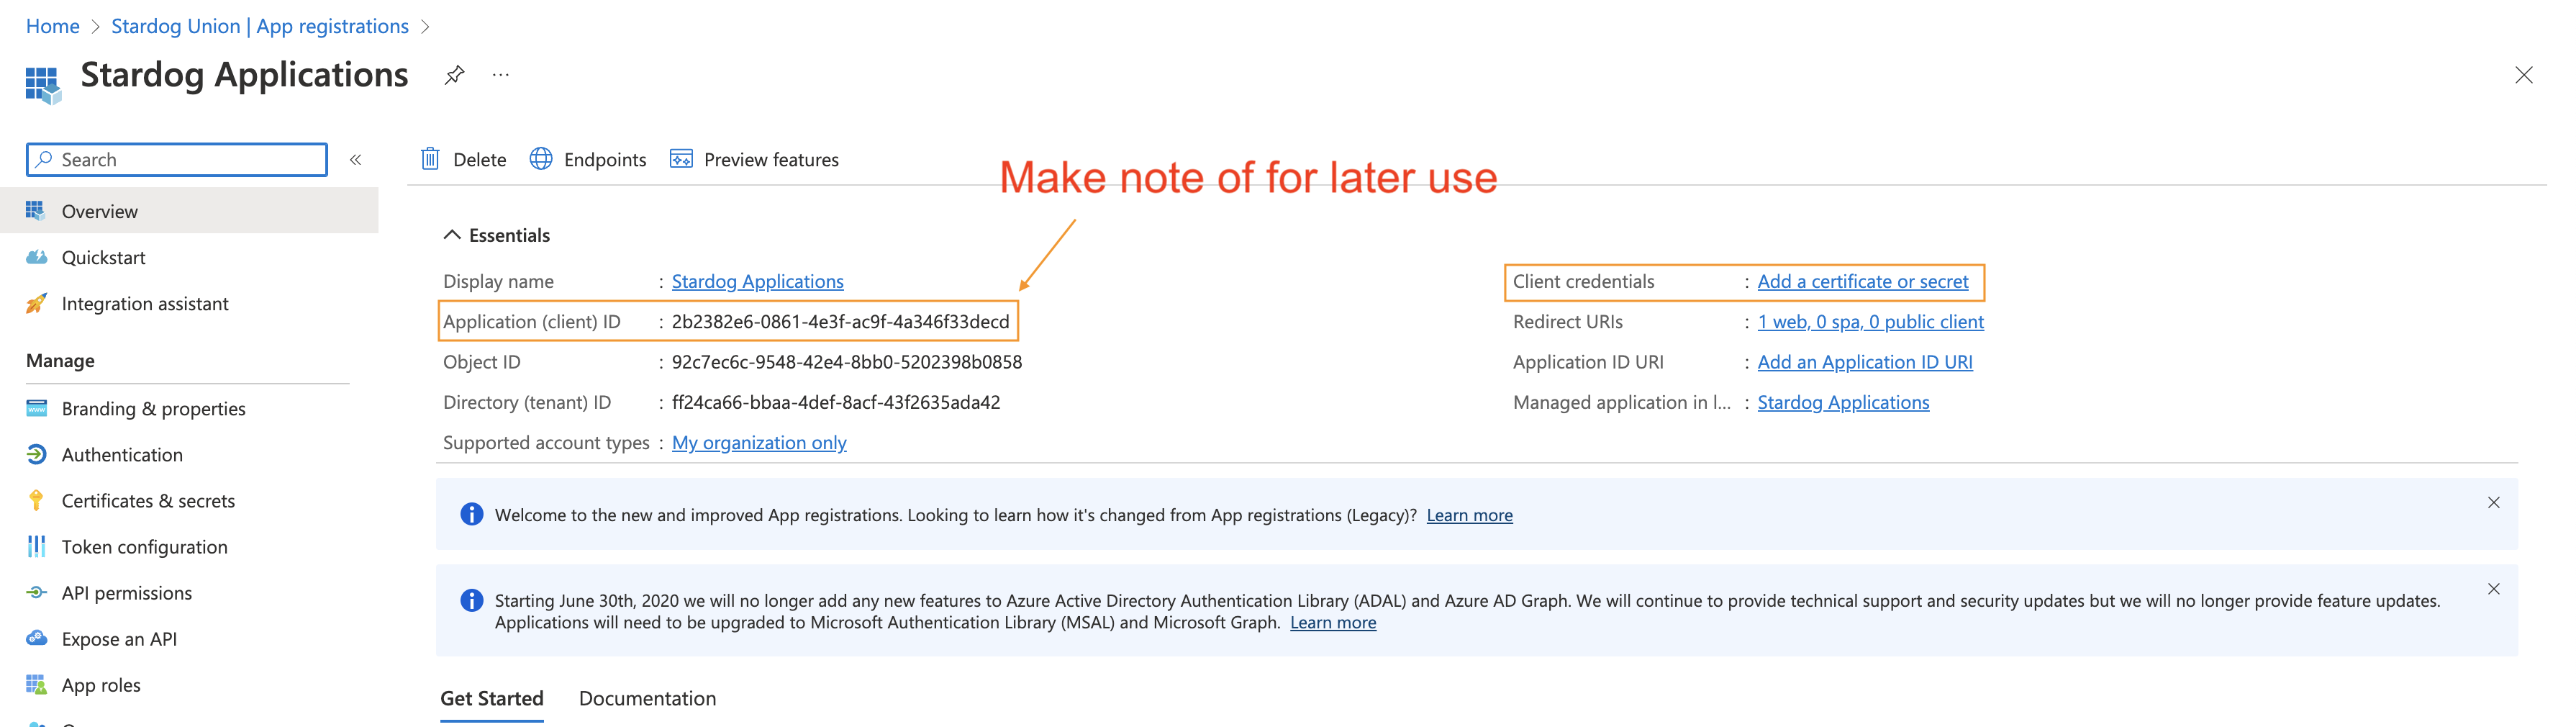 Home > Stardog Union | App registrations >
Stardog Applications ...
Search «
Delete Endpoints Preview features
Make note of for later use
Overview
Quickstart
Integration assistant
Manage
Branding & properties
Authentication
Certificates & secrets
Token configuration
API permissions
Expose an API
App roles
Essentials
Display name : Stardog Applications
Application (client) ID : 2b2382e6-0861-4e3f-ac9f-4a346f33decd
Object ID : 92c7ec6c-9548-42e4-8bb0-5202398b0858
Directory (tenant) ID : ff24ca66-bbaa-4def-8acf-43f2635ada42
Supported account types : My organization only
Client credentials : Add a certificate or secret
Redirect URIs : 1 web, 0 spa, 0 public client
Application ID URI : Add an Application ID URI
Managed application in l... : Stardog Applications
Welcome to the new and improved App registrations. Looking to learn how it's changed from App registrations (Legacy)? Learn more
Starting June 30th, 2020 we will no longer add any new features to Azure Active Directory Authentication Library (ADAL) and Azure AD Graph. We will continue to provide technical support and security updates but we will no longer provide feature updates.
Applications will need to be upgraded to Microsoft Authentication Library (MSAL) and Microsoft Graph. Learn more
Get Started Documentation